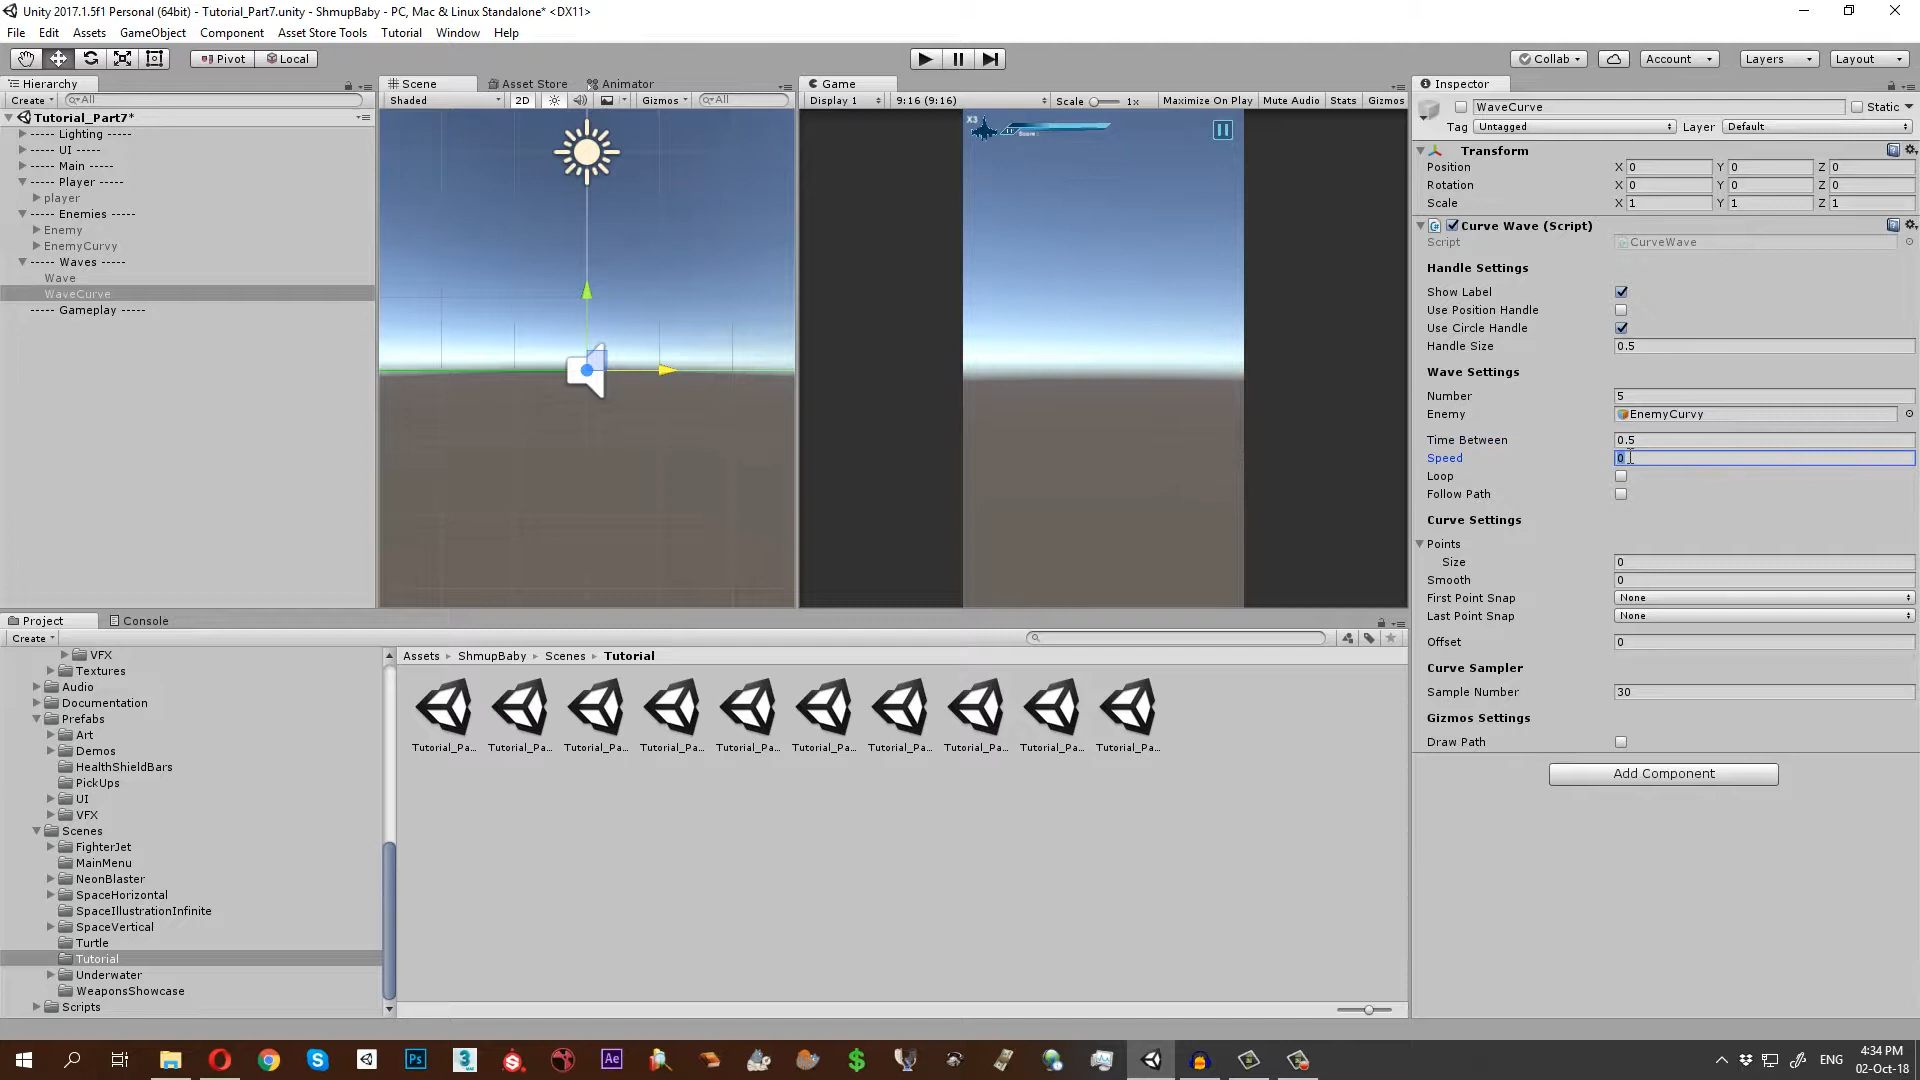 Unity 2017.1.5f1 Personal (64bit) - Tutorial_Part7.unity - ShmupBaby - PC, Mac & Linux Standalone* <DX11>
File Edit Assets GameObject Component Asset Store Tools Tutorial Window Help
Pivot Local Collab Account Layers Layout
Hierarchy
Create All
Tutorial_Part7*
----- Lighting -----
----- UI -----
----- Main -----
----- Player -----
player
----- Enemies -----
Enemy
EnemyCurvy
----- Waves -----
Wave
WaveCurve
----- Gameplay -----
Scene Asset Store Animator
Shaded 2D Gizmos All
Game
Display 1 9:16 (9:16) Scale 1x Maximize On Play Mute Audio Stats Gizmos
X3
Score :
Inspector
WaveCurve Static
Tag Untagged Layer Default
Transform
Position X 0 Y 0 Z 0
Rotation X 0 Y 0 Z 0
Scale X 1 Y 1 Z 1
Curve Wave (Script)
Script CurveWave
Handle Settings
Show Label
Use Position Handle
Use Circle Handle
Handle Size 0.5
Wave Settings
Number 5
Enemy EnemyCurvy
Time Between 0.5
Speed 0
Loop
Follow Path
Curve Settings
Points
Size 0
Smooth 0
First Point Snap None
Last Point Snap None
Offset 0
Curve Sampler
Sample Number 30
Gizmos Settings
Draw Path
Add Component
Project Console
Create
VFX
Textures
Audio
Documentation
Prefabs
Art
Demos
HealthShieldBars
PickUps
UI
VFX
Scenes
FighterJet
MainMenu
NeonBlaster
SpaceHorizontal
SpaceIllustrationInfinite
SpaceVertical
Turtle
Tutorial
Underwater
WeaponsShowcase
Scripts
Assets ShmupBaby Scenes Tutorial
Tutorial_Pa... Tutorial_Pa... Tutorial_Pa... Tutorial_Pa... Tutorial_Pa... Tutorial_Pa... Tutorial_Pa... Tutorial_Pa... Tutorial_Pa... Tutorial_Pa...
Ps 3 Ae
ENG
4:34 PM
02-Oct-18